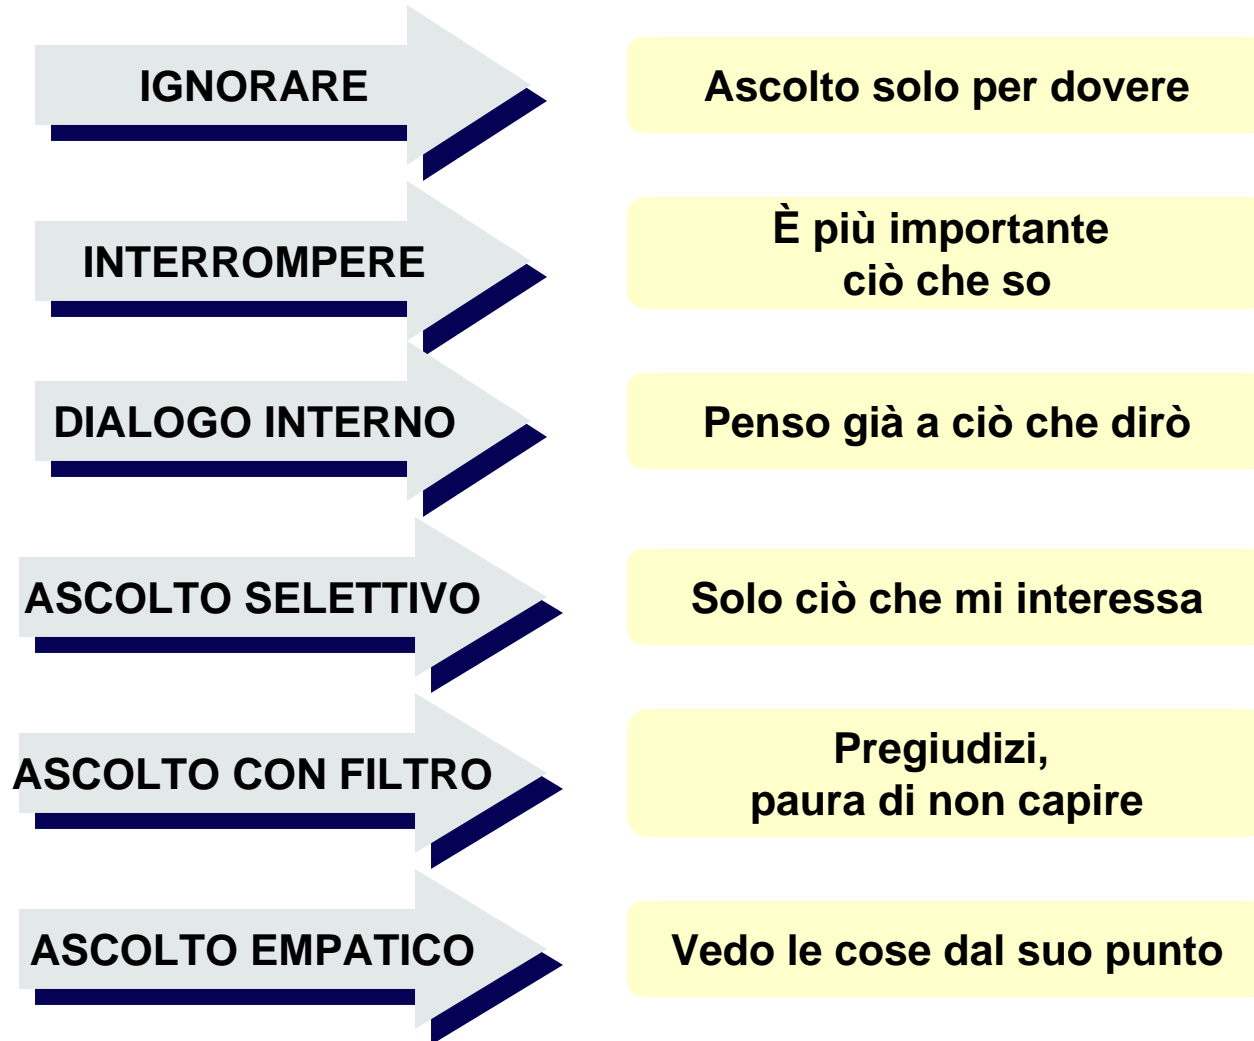 IGNORARE
Ascolto solo per dovere
INTERROMPERE
È più importante
ciò che so
DIALOGO INTERNO
Penso già a ciò che dirò
ASCOLTO SELETTIVO
Solo ciò che mi interessa
ASCOLTO CON FILTRO
Pregiudizi,
paura di non capire
ASCOLTO EMPATICO
Vedo le cose dal suo punto